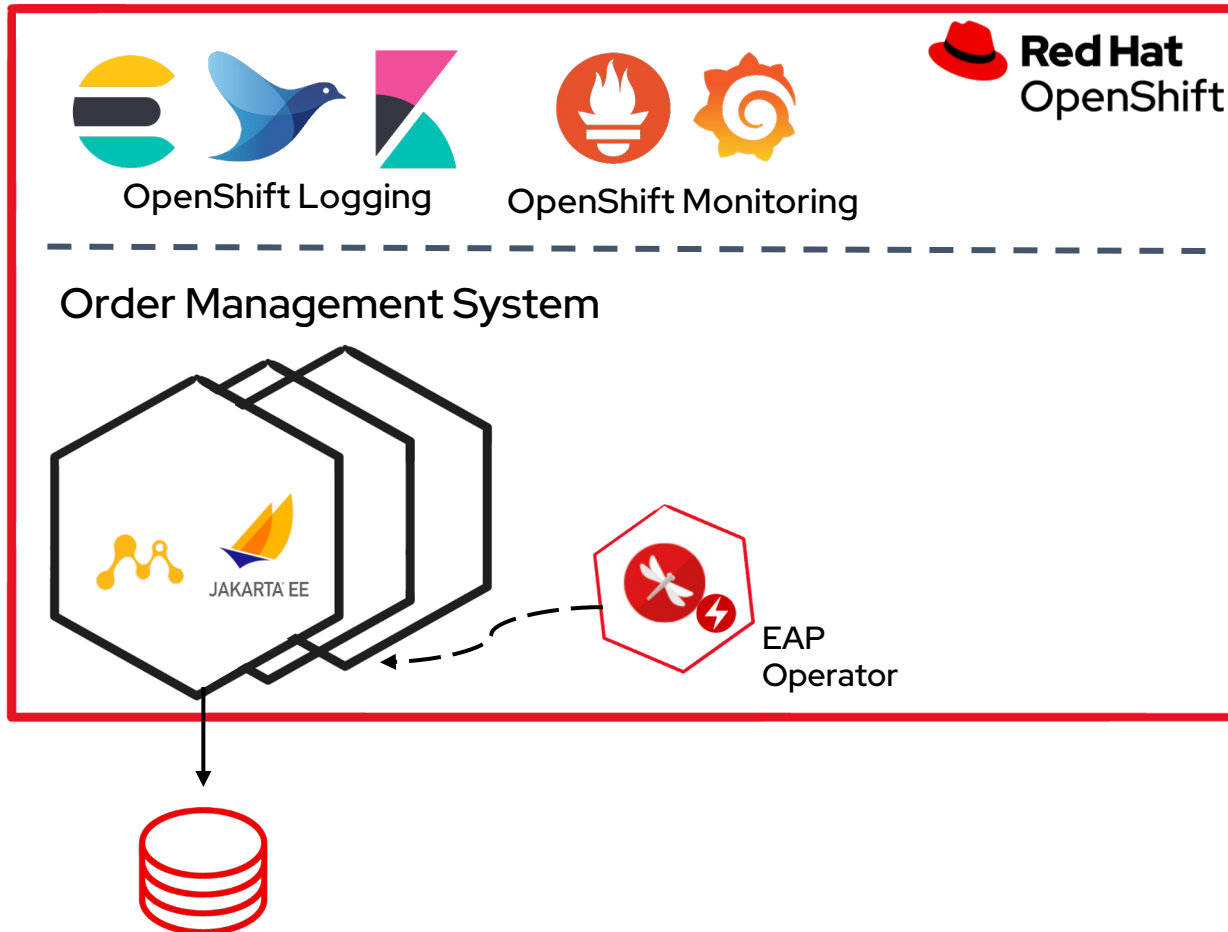 Red Hat
OpenShift
OpenShift Logging
OpenShift Monitoring
Order Management System
JAKARTA® EE
EAP
Operator